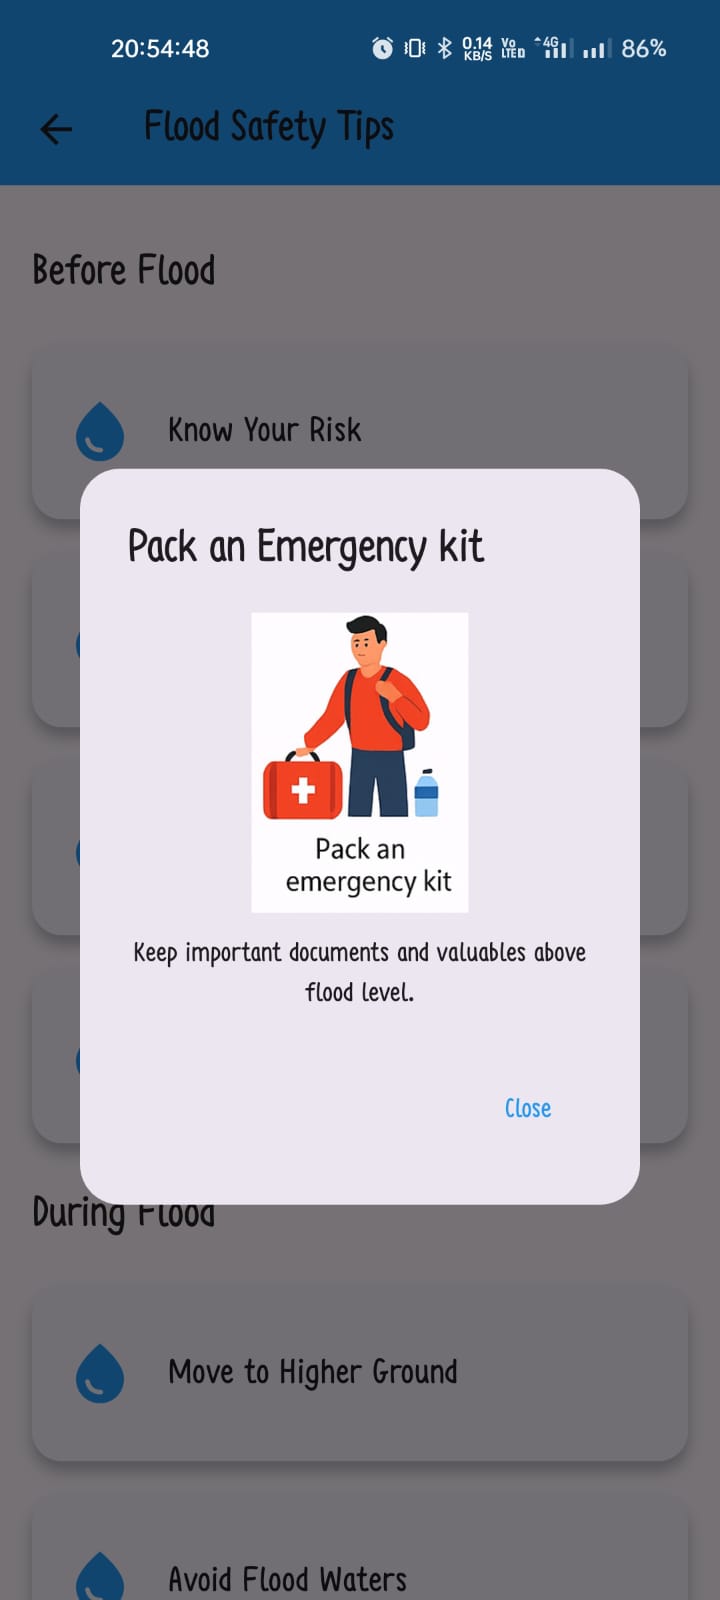 20:54:48 0.14 KB/S Vo LTE D 4G 86%
Flood Safety Tips
Before Flood
Know Your Risk
Pack an Emergency kit
Pack an
emergency kit
Keep important documents and valuables above
flood level.
Close
During Flood
Move to Higher Ground
Avoid Flood Waters